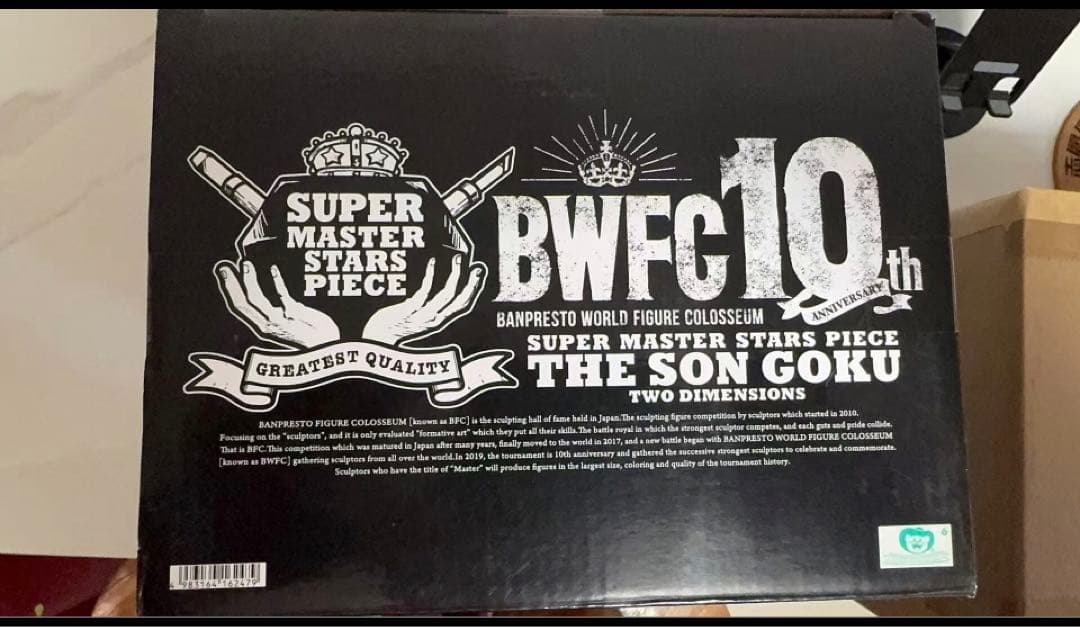 SUPER
MASTER
STARS
PIECE
GREATEST QUALITY
BWFC10th
ANNIVERSARY
BANPRESTO WORLD FIGURE COLOSSEUM
SUPER MASTER STARS PIECE
THE SON GOKU
TWO DIMENSIONS
BANPRESTO FIGURE COLOSSEUM [known as BFC] is the sculpting hall of fame held in Japan.The sculpting figure competition by sculptors which started in 2010.
Focusing on the "sculptors", and it is only evaluated "formative art" which they put all their skills.The battle royal in which the strongest sculptor competes, and each guts and pride collide.
That is BFC.This competition which was matured in Japan after many years, finally moved to the world in 2017, and a new battle began with BANPRESTO WORLD FIGURE COLOSSEUM
[known as BWFC] gathering sculptors from all over the world.In 2019, the tournament is 10th anniversary and gathered the successive strongest sculptors to celebrate and commemorate.
Sculptors who have the title of "Master" will produce figures in the largest size, coloring and quality of the tournament history.
4 983164 162479